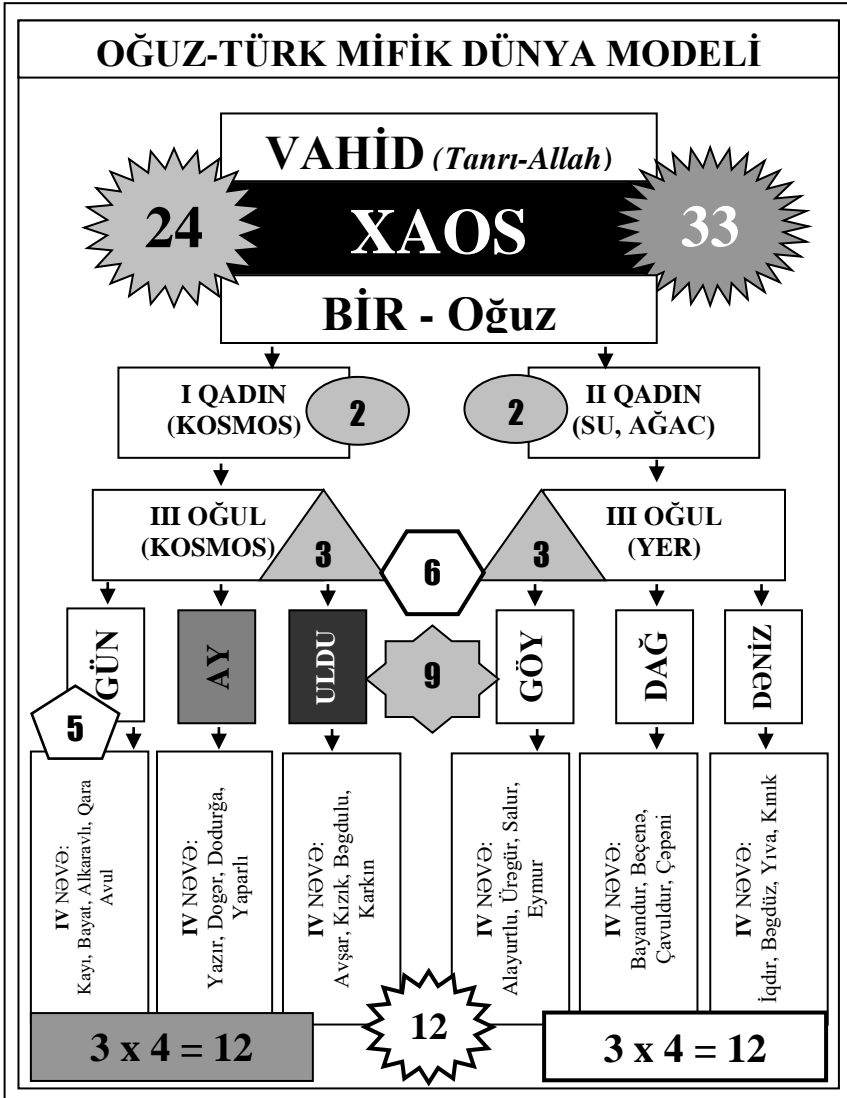 OĞUZ-TÜRK MİFİK DÜNYA MODELİ
VAHİD (Tanrı-Allah)
24
XAOS
33
BİR - Oğuz
I QADIN
(KOSMOS)
2
2
II QADIN
(SU, AĞAC)
III OĞUL
(KOSMOS)
3
6
3
III OĞUL
(YER)
GÜN
AY
ULDU
9
GÖY
DAĞ
DƏNİZ
5
IV NƏVƏ:
Kayı, Bayat, Alkaravlı, Qara
Avul
IV NƏVƏ:
Yazır, Dogər, Dodurğa,
Yaparlı
IV NƏVƏ:
Avşar, Kızık, Bəgdulu,
Karkın
IV NƏVƏ:
Alayurtlu, Ürəgür, Salur,
Eymur
IV NƏVƏ:
Bayandur, Beçenə,
Çavuldur, Çəpəni
IV NƏVƏ:
İqdır, Bəgdüz, Yıva, Kınık
3 x 4 = 12
12
3 x 4 = 12